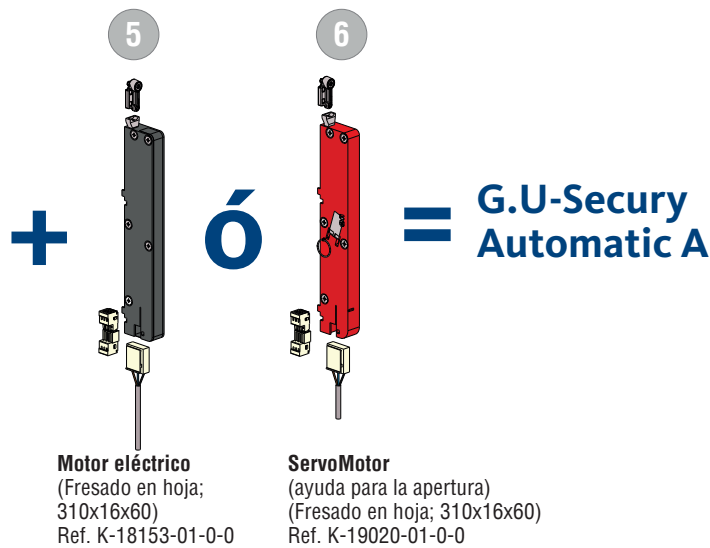 5
6
+
ó
=
G.U-Secury
Automatic A
Motor eléctrico
(Fresado en hoja;
310x16x60)
Ref. K-18153-01-0-0
ServoMotor
(ayuda para la apertura)
(Fresado en hoja; 310x16x60)
Ref. K-19020-01-0-0